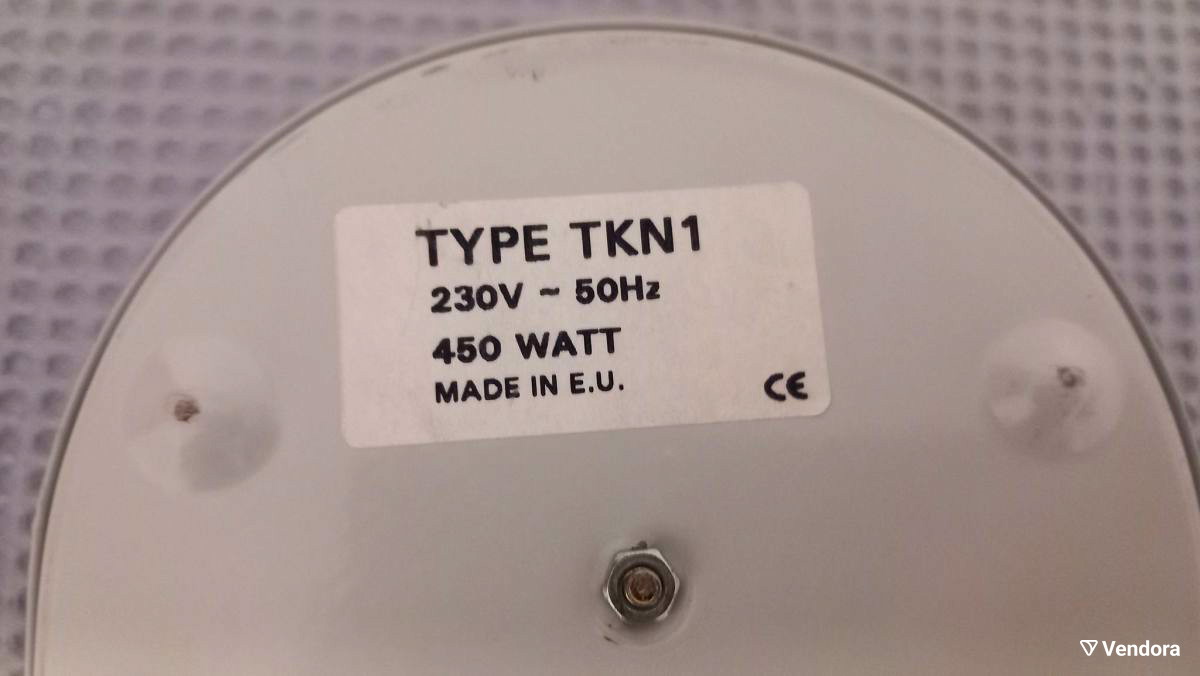 TYPE TKN1
230V ~ 50Hz
450 WATT
MADE IN E.U.
CE
Vendora